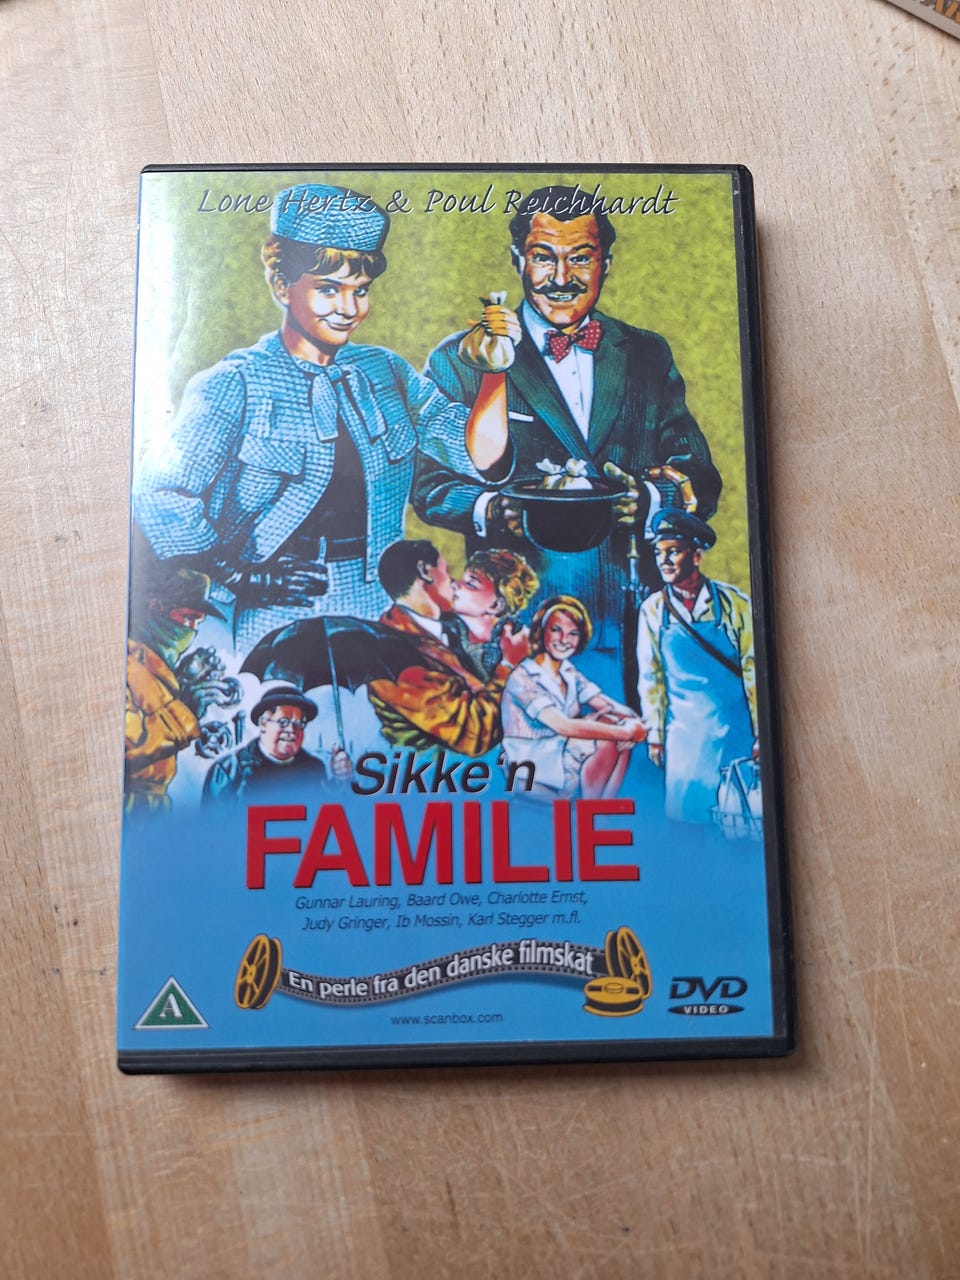 Lone Hertz & Poul Reichhardt
Sikke'n
FAMILIE
Gunnar Lauring, Baard Owe, Charlotte Ernst,
Judy Gringer, Ib Mossin, Karl Stegger m.fl.
En perle fra den danske filmskat
A
www.scanbox.com
DVD
VIDEO